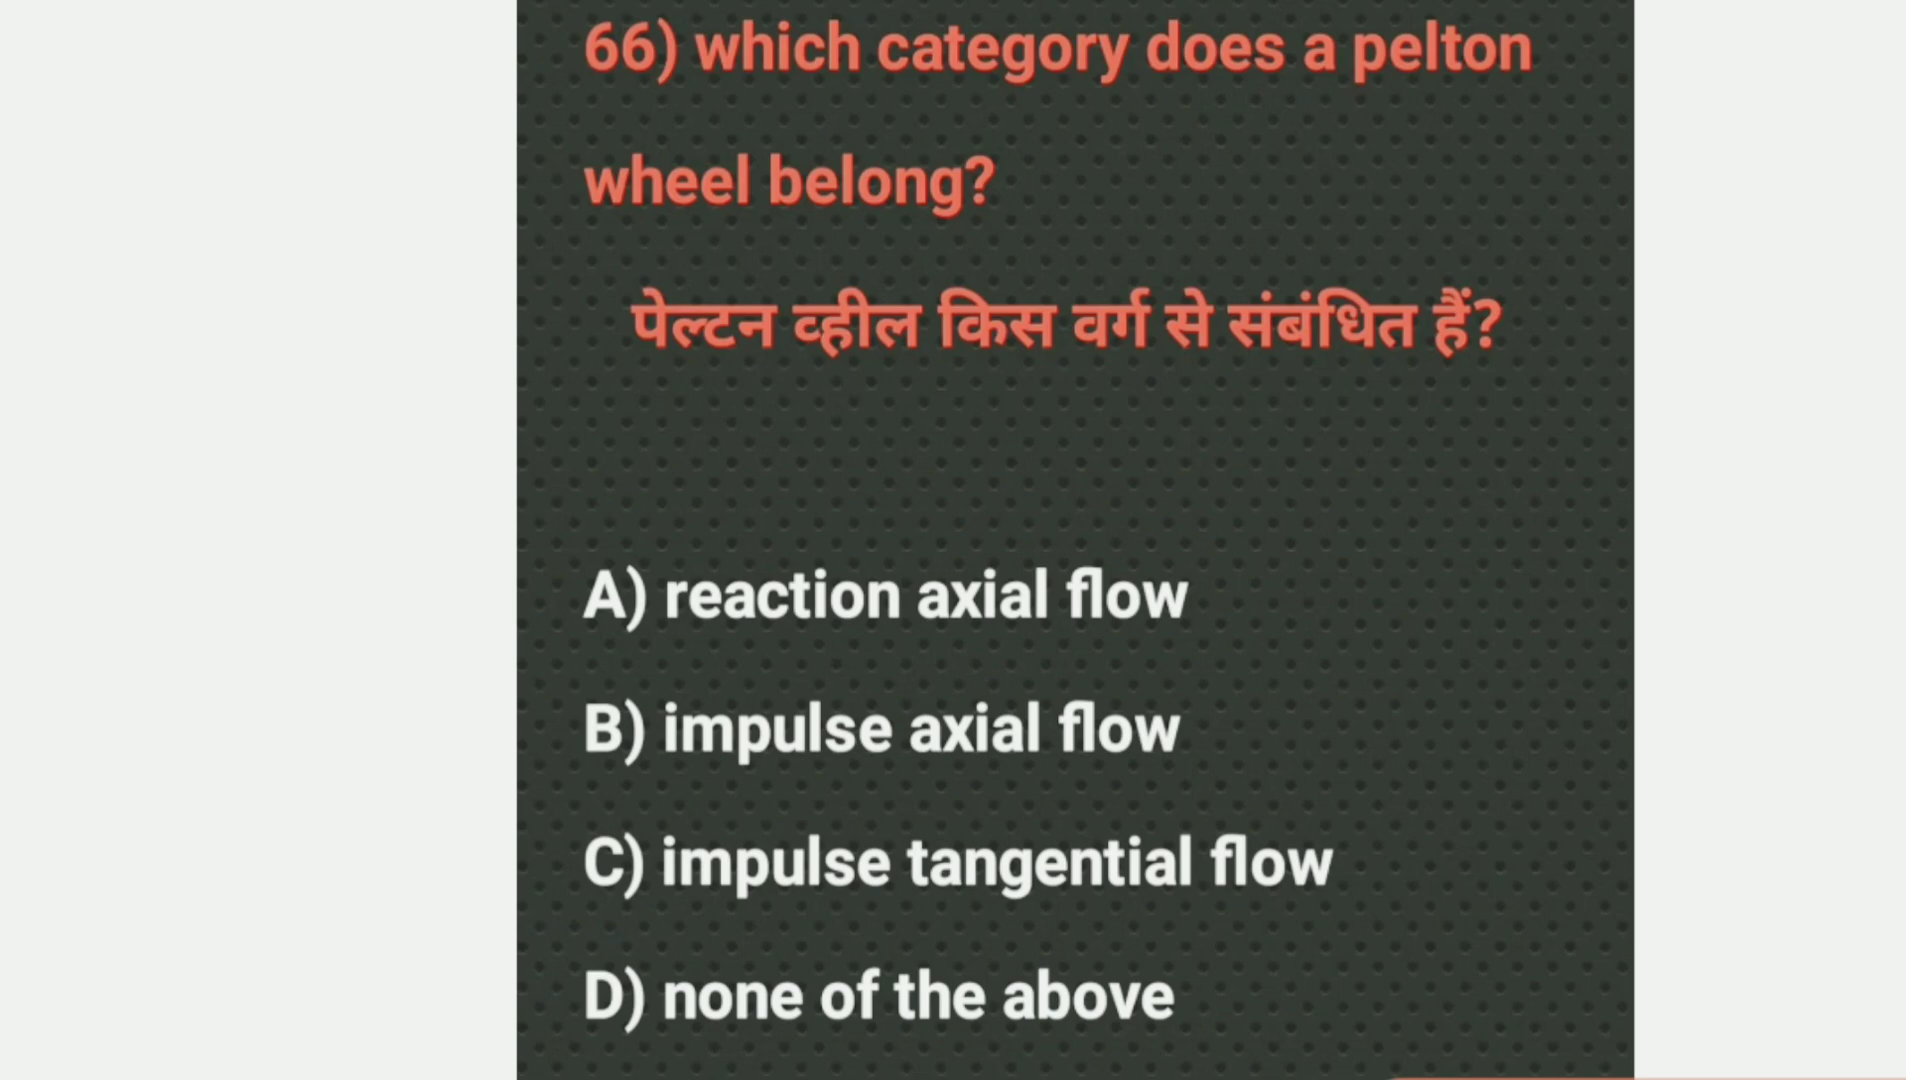 66) which category does a pelton
wheel belong?
पेल्टन व्हील किस वर्ग से संबंधित हैं?
A) reaction axial flow
B) impulse axial flow
C) impulse tangential flow
D) none of the above